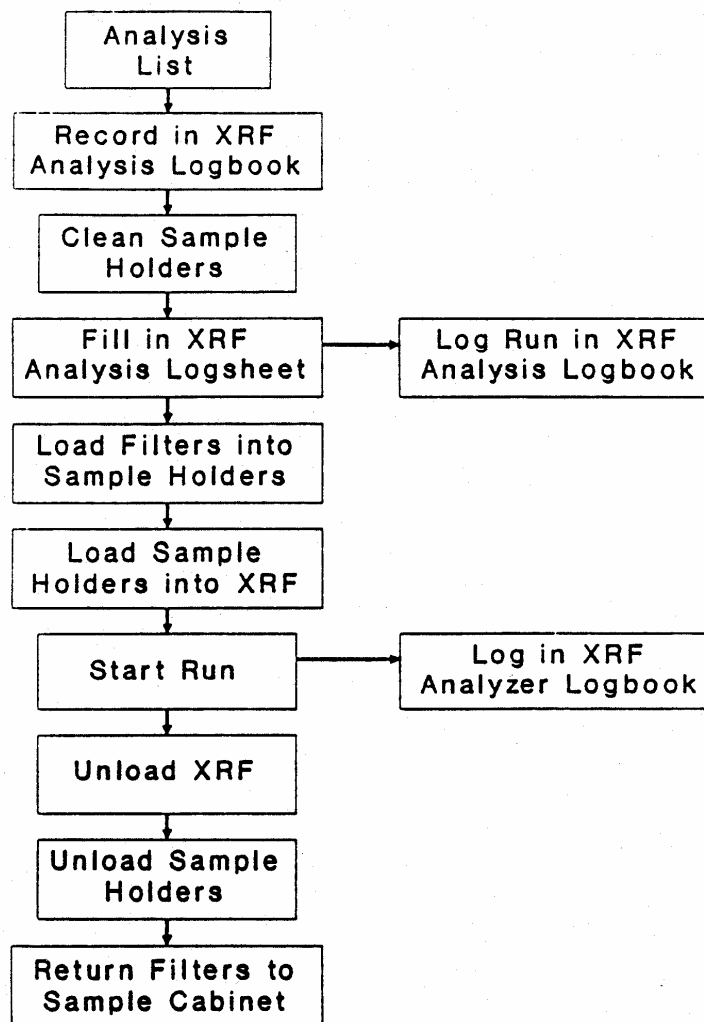 Analysis
List
Record in XRF
Analysis Logbook
Clean Sample
Holders
Fill in XRF
Analysis Logsheet
Log Run in XRF
Analysis Logbook
Load Filters into
Sample Holders
Load Sample
Holders into XRF
Start Run
Log in XRF
Analyzer Logbook
Unload XRF
Unload Sample
Holders
Return Filters to
Sample Cabinet